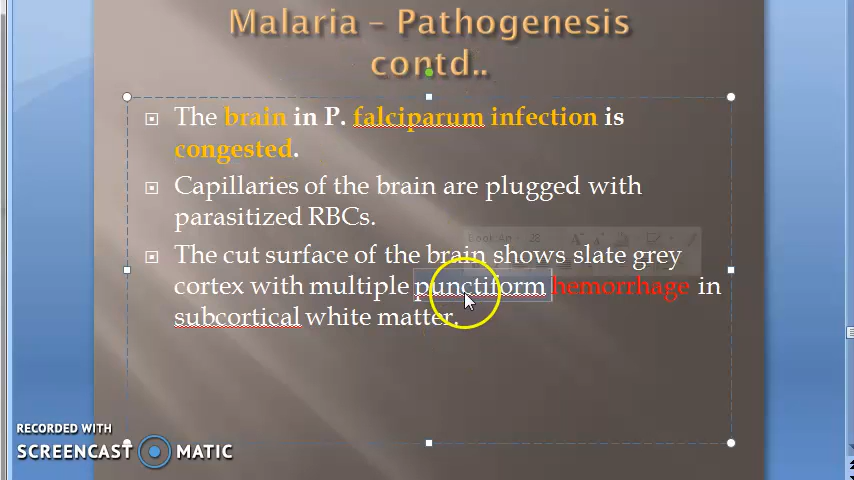 Malaria – Pathogenesis
contd..
The brain in P. falciparum infection is
congested.
Capillaries of the brain are plugged with
parasitized RBCs.
The cut surface of the brain shows slate grey
cortex with multiple punctiform hemorrhage in
subcortical white matter.
RECORDED WITH
SCREENCAST MATIC